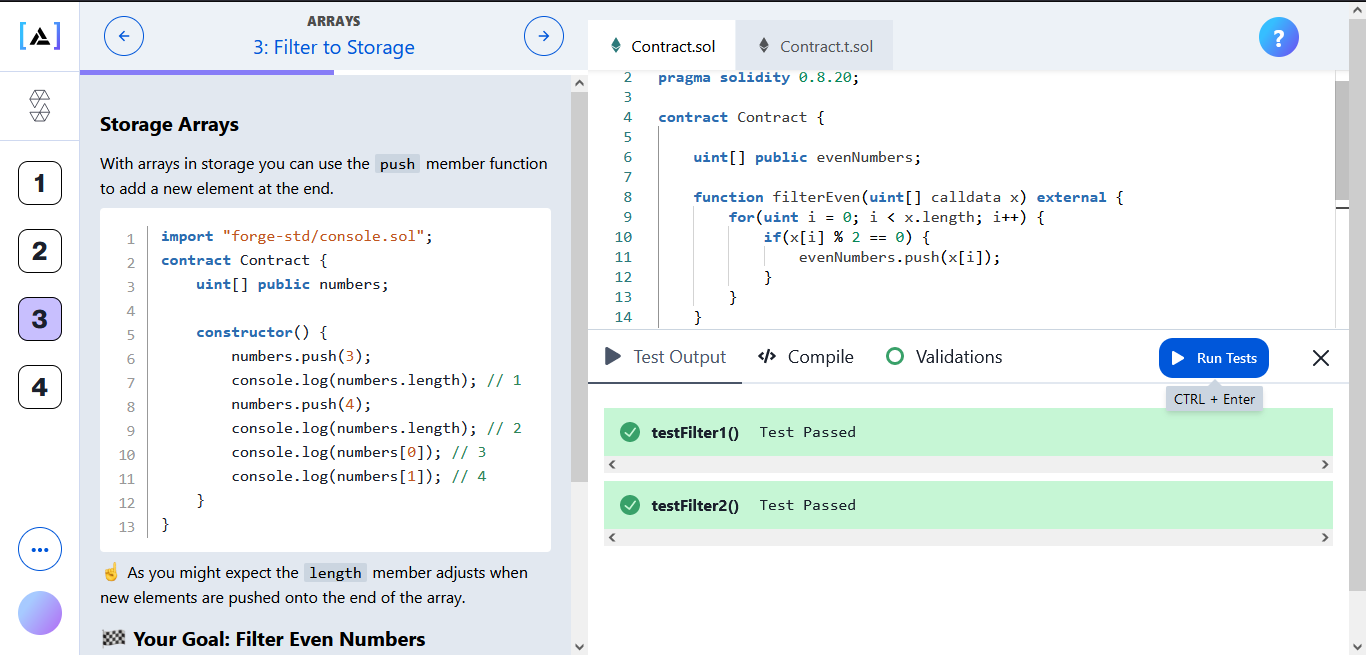 ARRAYS
3: Filter to Storage
1
2
3
4
Storage Arrays
With arrays in storage you can use the push member function
to add a new element at the end.
1 import "forge-std/console.sol";
2 contract Contract {
3 uint[] public numbers;
4
5 constructor() {
6 numbers.push(3);
7 console.log(numbers.length); // 1
8 numbers.push(4);
9 console.log(numbers.length); // 2
10 console.log(numbers[0]); // 3
11 console.log(numbers[1]); // 4
12 }
13 }
☝ As you might expect the length member adjusts when
new elements are pushed onto the end of the array.
🏁 Your Goal: Filter Even Numbers
Contract.sol
Contract.t.sol
?
2 pragma solidity 0.8.20;
3
4 contract Contract {
5
6 uint[] public evenNumbers;
7
8 function filterEven(uint[] calldata x) external {
9 for(uint i = 0; i < x.length; i++) {
10 if(x[i] % 2 == 0) {
11 evenNumbers.push(x[i]);
12 }
13 }
14 }
Test Output
Compile
Validations
Run Tests
CTRL + Enter
testFilter1() Test Passed
testFilter2() Test Passed